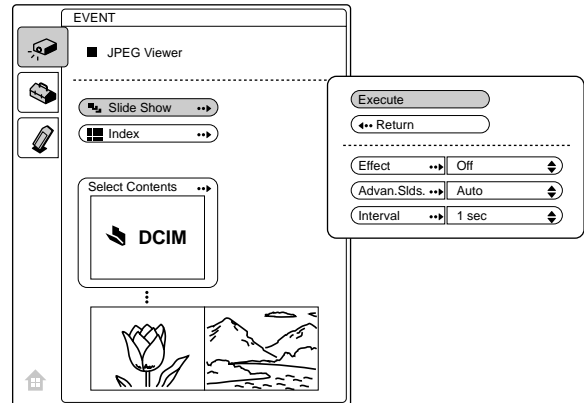 EVENT
JPEG Viewer
Slide Show
Index
Select Contents
DCIM
Execute
Return
Effect Off
Advan.Slds. Auto
Interval 1 sec